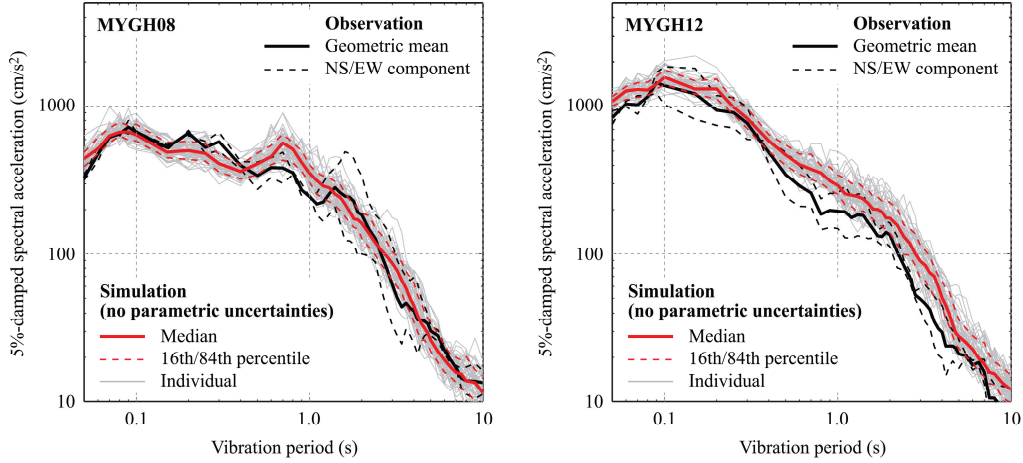 MYGH08
Observation
Geometric mean
NS/EW component
1000
100
10
5%-damped spectral acceleration (cm/s²)
Simulation
(no parametric uncertainties)
Median
16th/84th percentile
Individual
0.1
1.0
10
Vibration period (s)
MYGH12
Observation
Geometric mean
NS/EW component
1000
100
10
5%-damped spectral acceleration (cm/s²)
Simulation
(no parametric uncertainties)
Median
16th/84th percentile
Individual
0.1
1.0
10
Vibration period (s)